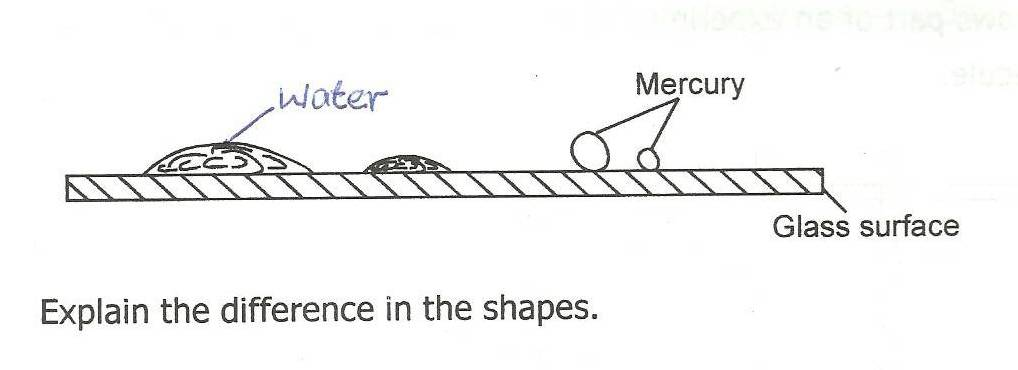 Water
Mercury
Glass surface
Explain the difference in the shapes.